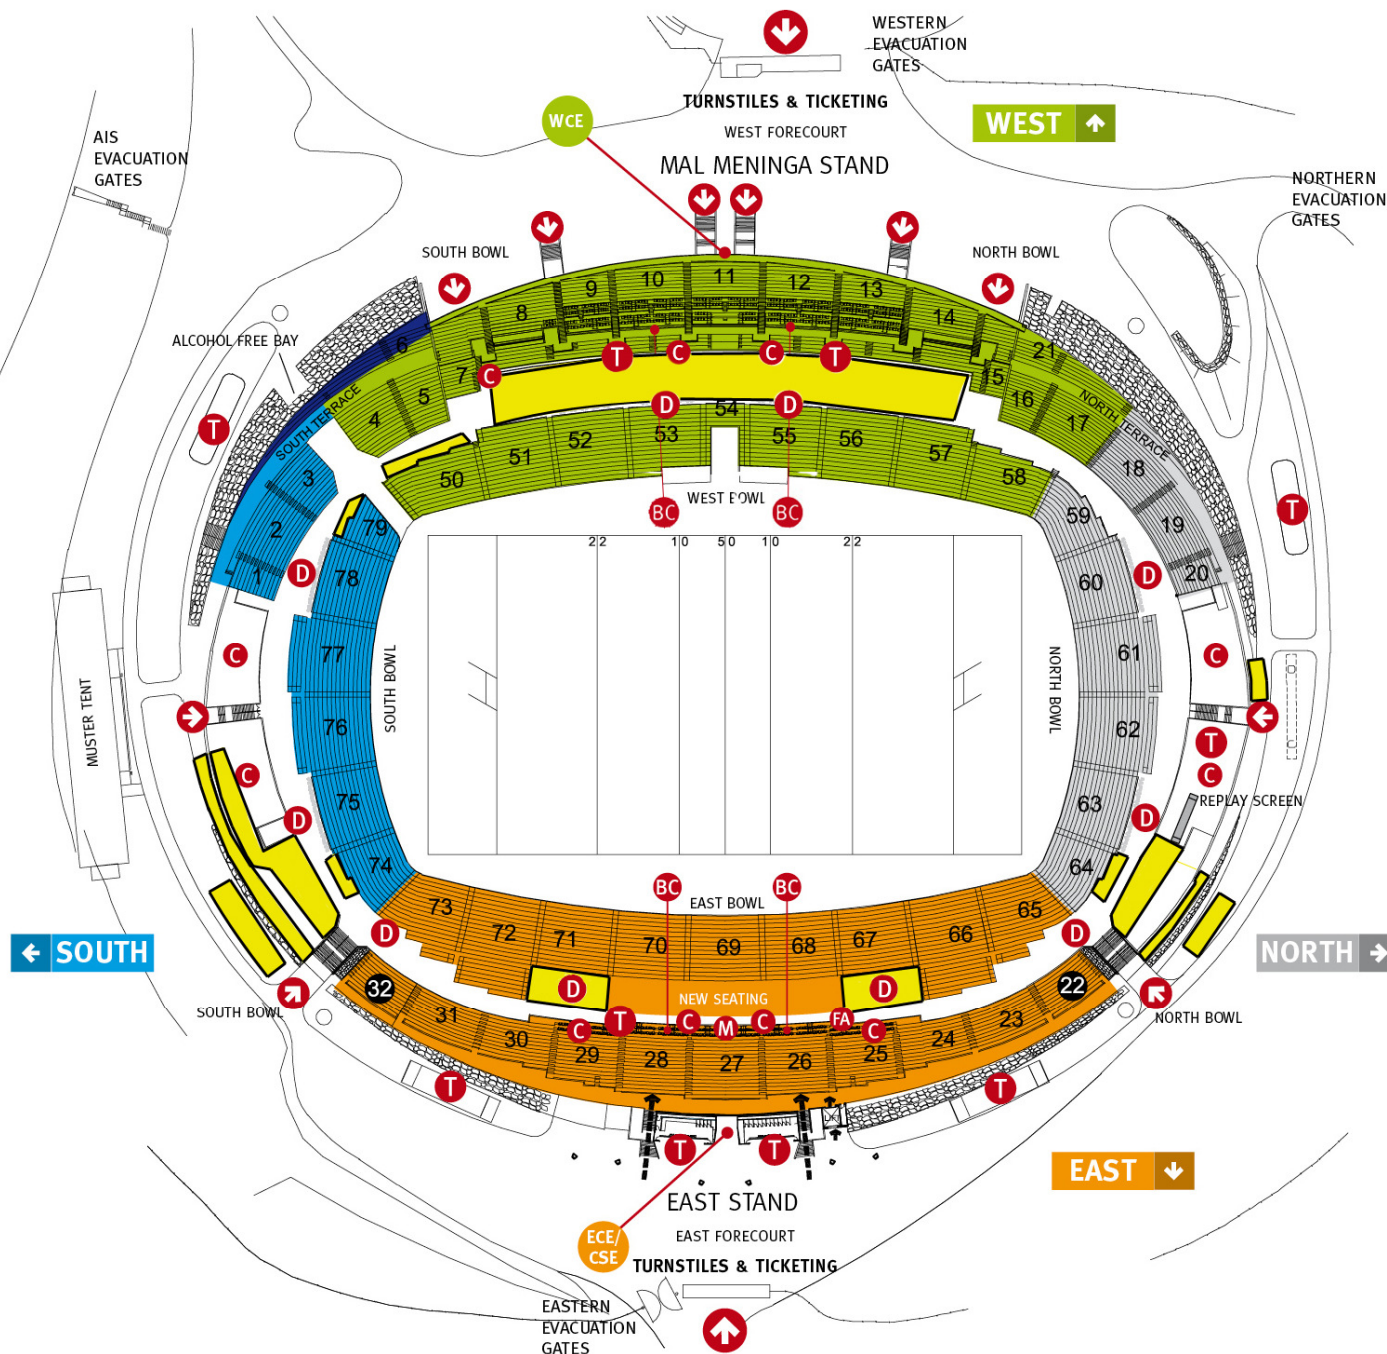 WESTERN
EVACUATION
GATES
TURNSTILES & TICKETING
WCE
WEST FORECOURT
WEST
MAL MENINGA STAND
AIS
EVACUATION
GATES
NORTHERN
EVACUATION
GATES
SOUTH BOWL
NORTH BOWL
8
9
10
11
12
13
14
ALCOHOL FREE BAY
6
7
21
15
C
T
C
C
T
5
4
16
17
NORTH TERRACE
SOUTH TERRACE
D
D
54
T
3
2
1
50
51
52
53
55
56
57
58
18
19
20
T
WEST BOWL
BC
BC
79
78
77
76
75
74
59
60
61
62
63
64
D
D
22
10
50
10
22
C
C
SOUTH BOWL
NORTH BOWL
MUSTER TENT
C
T
C
REPLAY SCREEN
D
D
BC
BC
EAST BOWL
73
72
71
70
69
68
67
66
65
D
D
SOUTH
NORTH
D
D
NEW SEATING
32
31
30
29
28
27
26
25
24
23
22
C
T
C
M
C
FA
C
SOUTH BOWL
NORTH BOWL
T
T
LIFT
T
T
EAST
EAST STAND
ECE/
CSE
EAST FORECOURT
TURNSTILES & TICKETING
EASTERN
EVACUATION
GATES